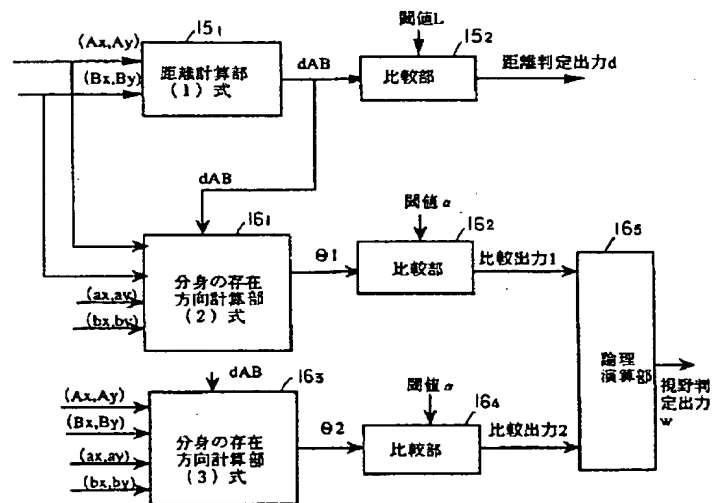 (Ax,Ay)
(Bx,By)
15₁
距離計算部
(1)式
dAB
閾値L
15₂
比較部
距離判定出力d
dAB
16₁
分身の存在
方向計算部
(2)式
(ax,ay)
(bx,by)
Θ1
閾値α
16₂
比較部
比較出力1
16₅
論理
演算部
視野判
定出力
w
dAB
16₃
(Ax,Ay)
(Bx,By)
(ax,ay)
(bx,by)
分身の存在
方向計算部
(3)式
Θ2
閾値α
16₄
比較部
比較出力2